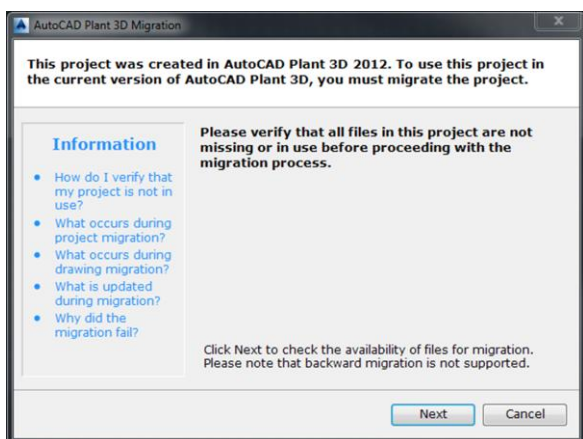 AutoCAD Plant 3D Migration
This project was created in AutoCAD Plant 3D 2012. To use this project in
the current version of AutoCAD Plant 3D, you must migrate the project.
Information
• How do I verify that
my project is not in
use?
• What occurs during
project migration?
• What occurs during
drawing migration?
• What is updated
during migration?
• Why did the
migration fail?
Please verify that all files in this project are not
missing or in use before proceeding with the
migration process.
Click Next to check the availability of files for migration.
Please note that backward migration is not supported.
Next
Cancel